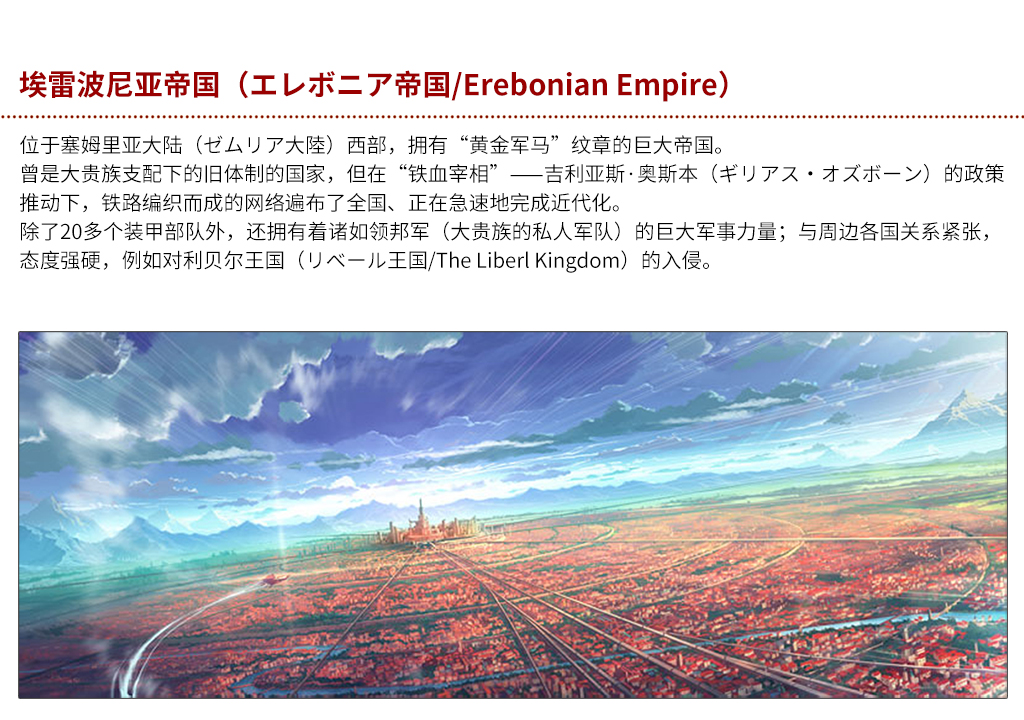 埃雷波尼亚帝国（エレボニア帝国/Erebonian Empire）
位于塞姆里亚大陆（ゼムリア大陸）西部，拥有“黄金军马”纹章的巨大帝国。
曾是大贵族支配下的旧体制的国家，但在“铁血宰相”——吉利亚斯·奥斯本（ギリアス・オズボーン）的政策
推动下，铁路编织而成的网络遍布了全国、正在急速地完成近代化。
除了20多个装甲部队外，还拥有着诸如领邦军（大贵族的私人军队）的巨大军事力量；与周边各国关系紧张，
态度强硬，例如对利贝尔王国（リベール王国/The Liberl Kingdom）的入侵。